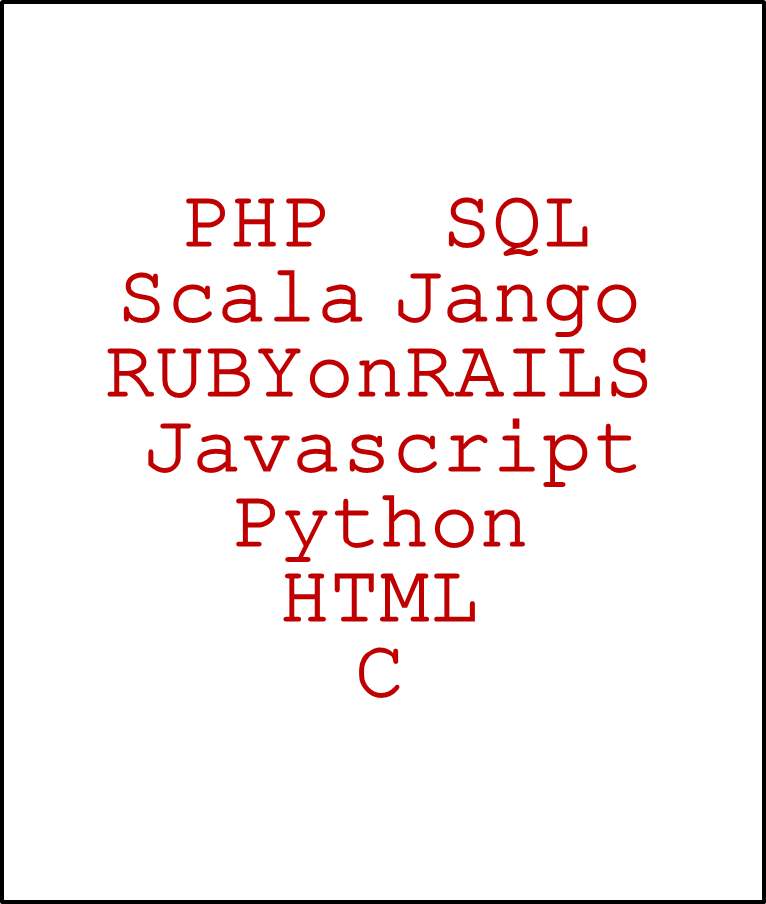 PHP SQL
Scala Jango
RUBYonRAILS
Javascript
Python
HTML
C